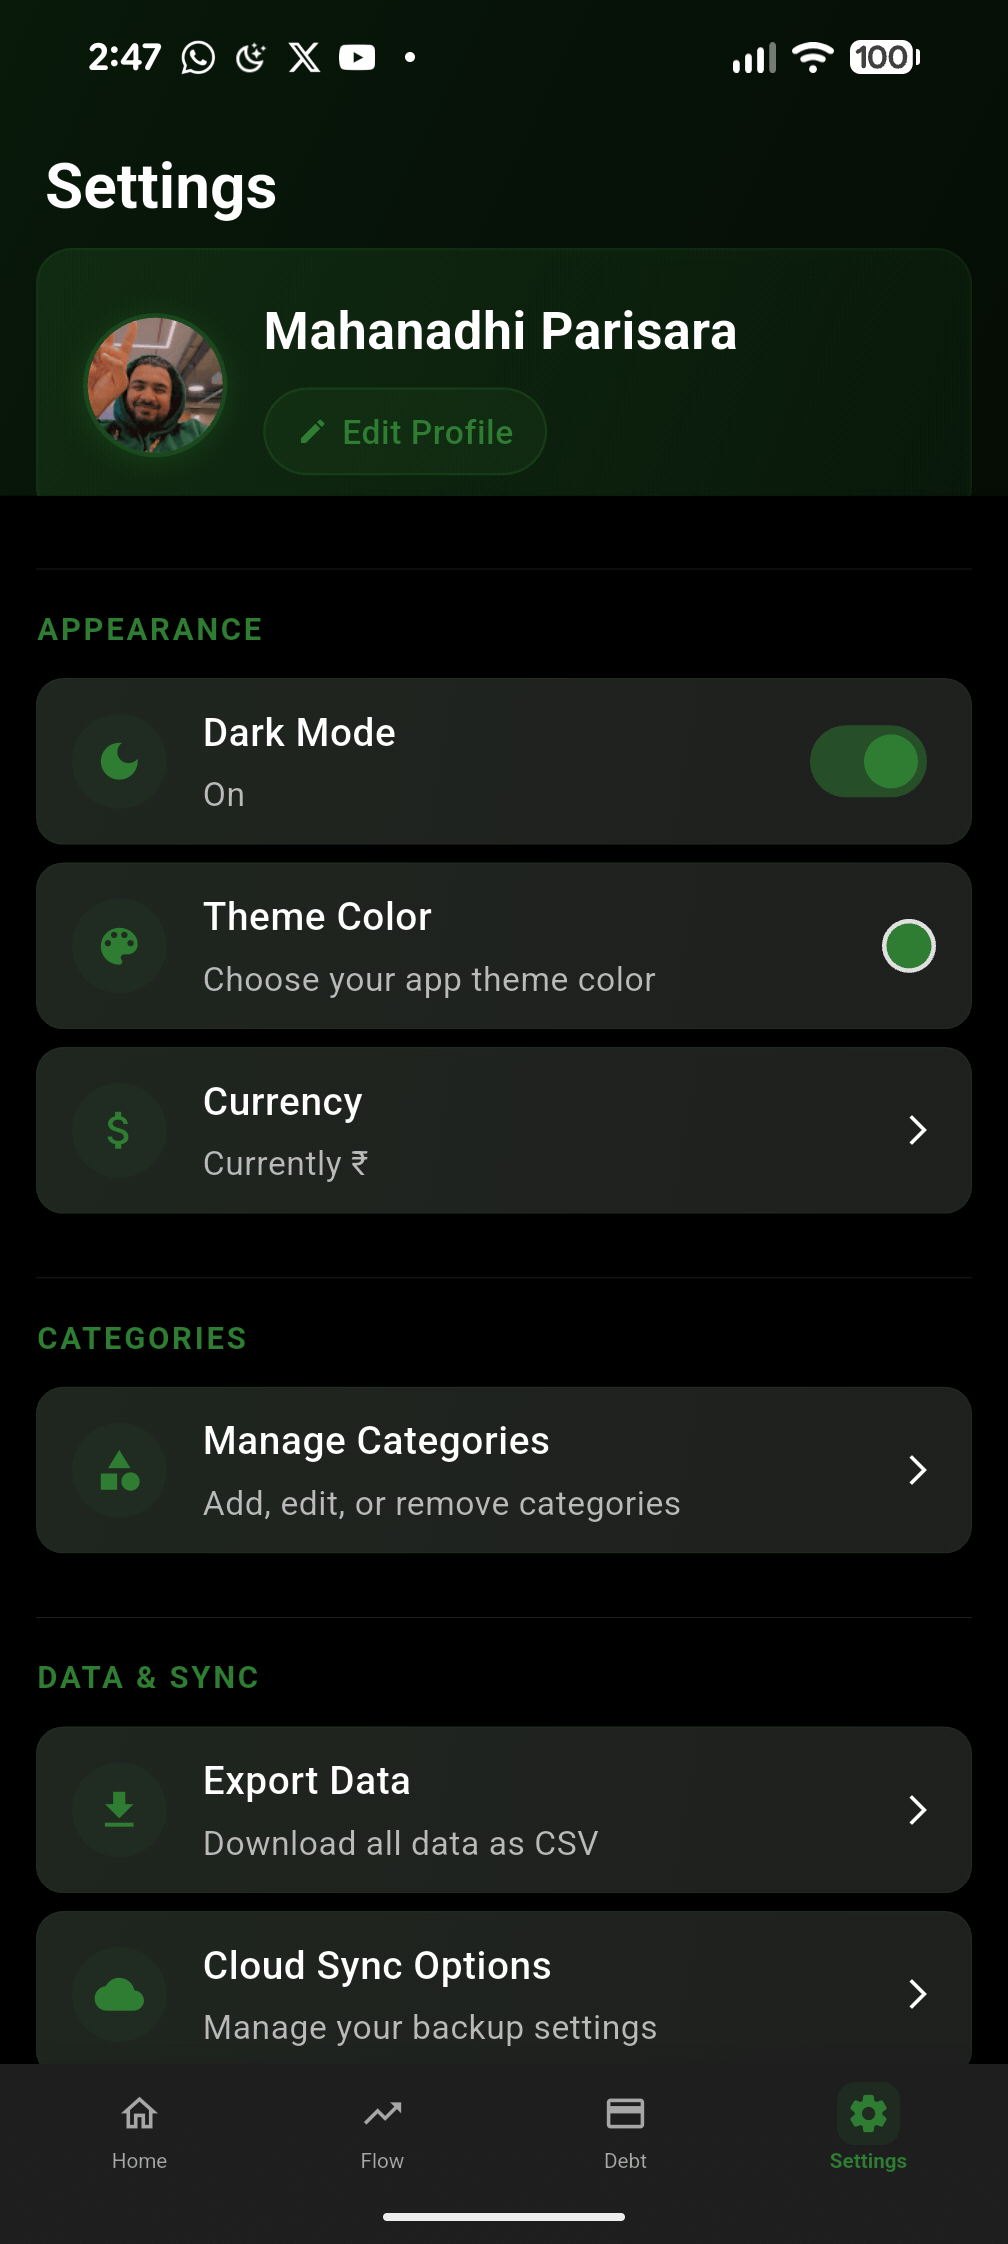 2:47
100
Settings
Mahanadhi Parisara
Edit Profile
APPEARANCE
Dark Mode
On
Theme Color
Choose your app theme color
Currency
Currently ₹
CATEGORIES
Manage Categories
Add, edit, or remove categories
DATA & SYNC
Export Data
Download all data as CSV
Cloud Sync Options
Manage your backup settings
Home
Flow
Debt
Settings